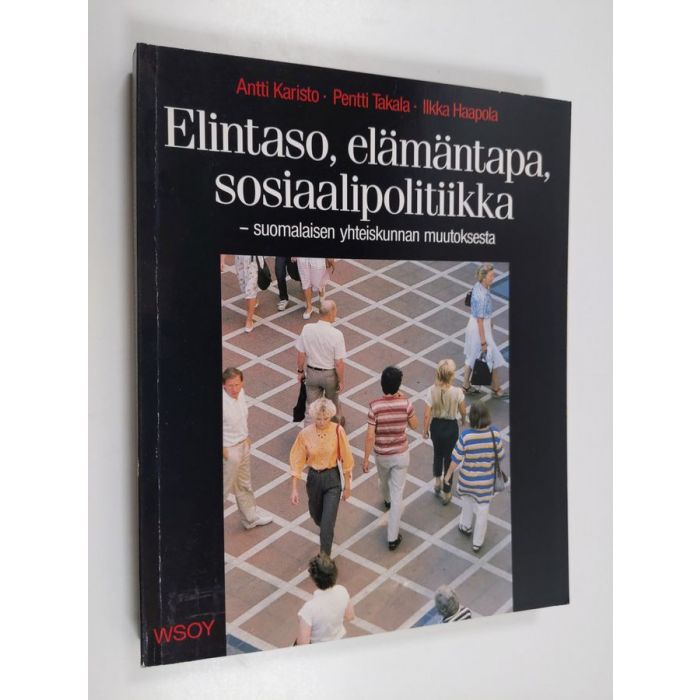 Antti Karisto · Pentti Takala · Ilkka Haapola
Elintaso, elämäntapa,
sosiaalipolitiikka
– suomalaisen yhteiskunnan muutoksesta
WSOY